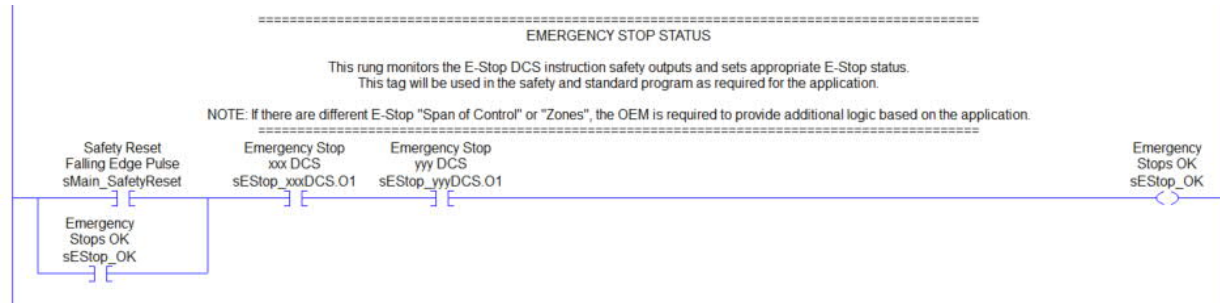 ================================================================================
EMERGENCY STOP STATUS
This rung monitors the E-Stop DCS instruction safety outputs and sets appropriate E-Stop status.
This tag will be used in the safety and standard program as required for the application.
NOTE: If there are different E-Stop "Span of Control" or "Zones", the OEM is required to provide additional logic based on the application.
================================================================================
Safety Reset
Falling Edge Pulse
sMain_SafetyReset
Emergency Stop
xxx DCS
sEStop_xxxDCS.O1
Emergency Stop
yyy DCS
sEStop_yyyDCS.O1
Emergency
Stops OK
sEStop_OK
Emergency
Stops OK
sEStop_OK